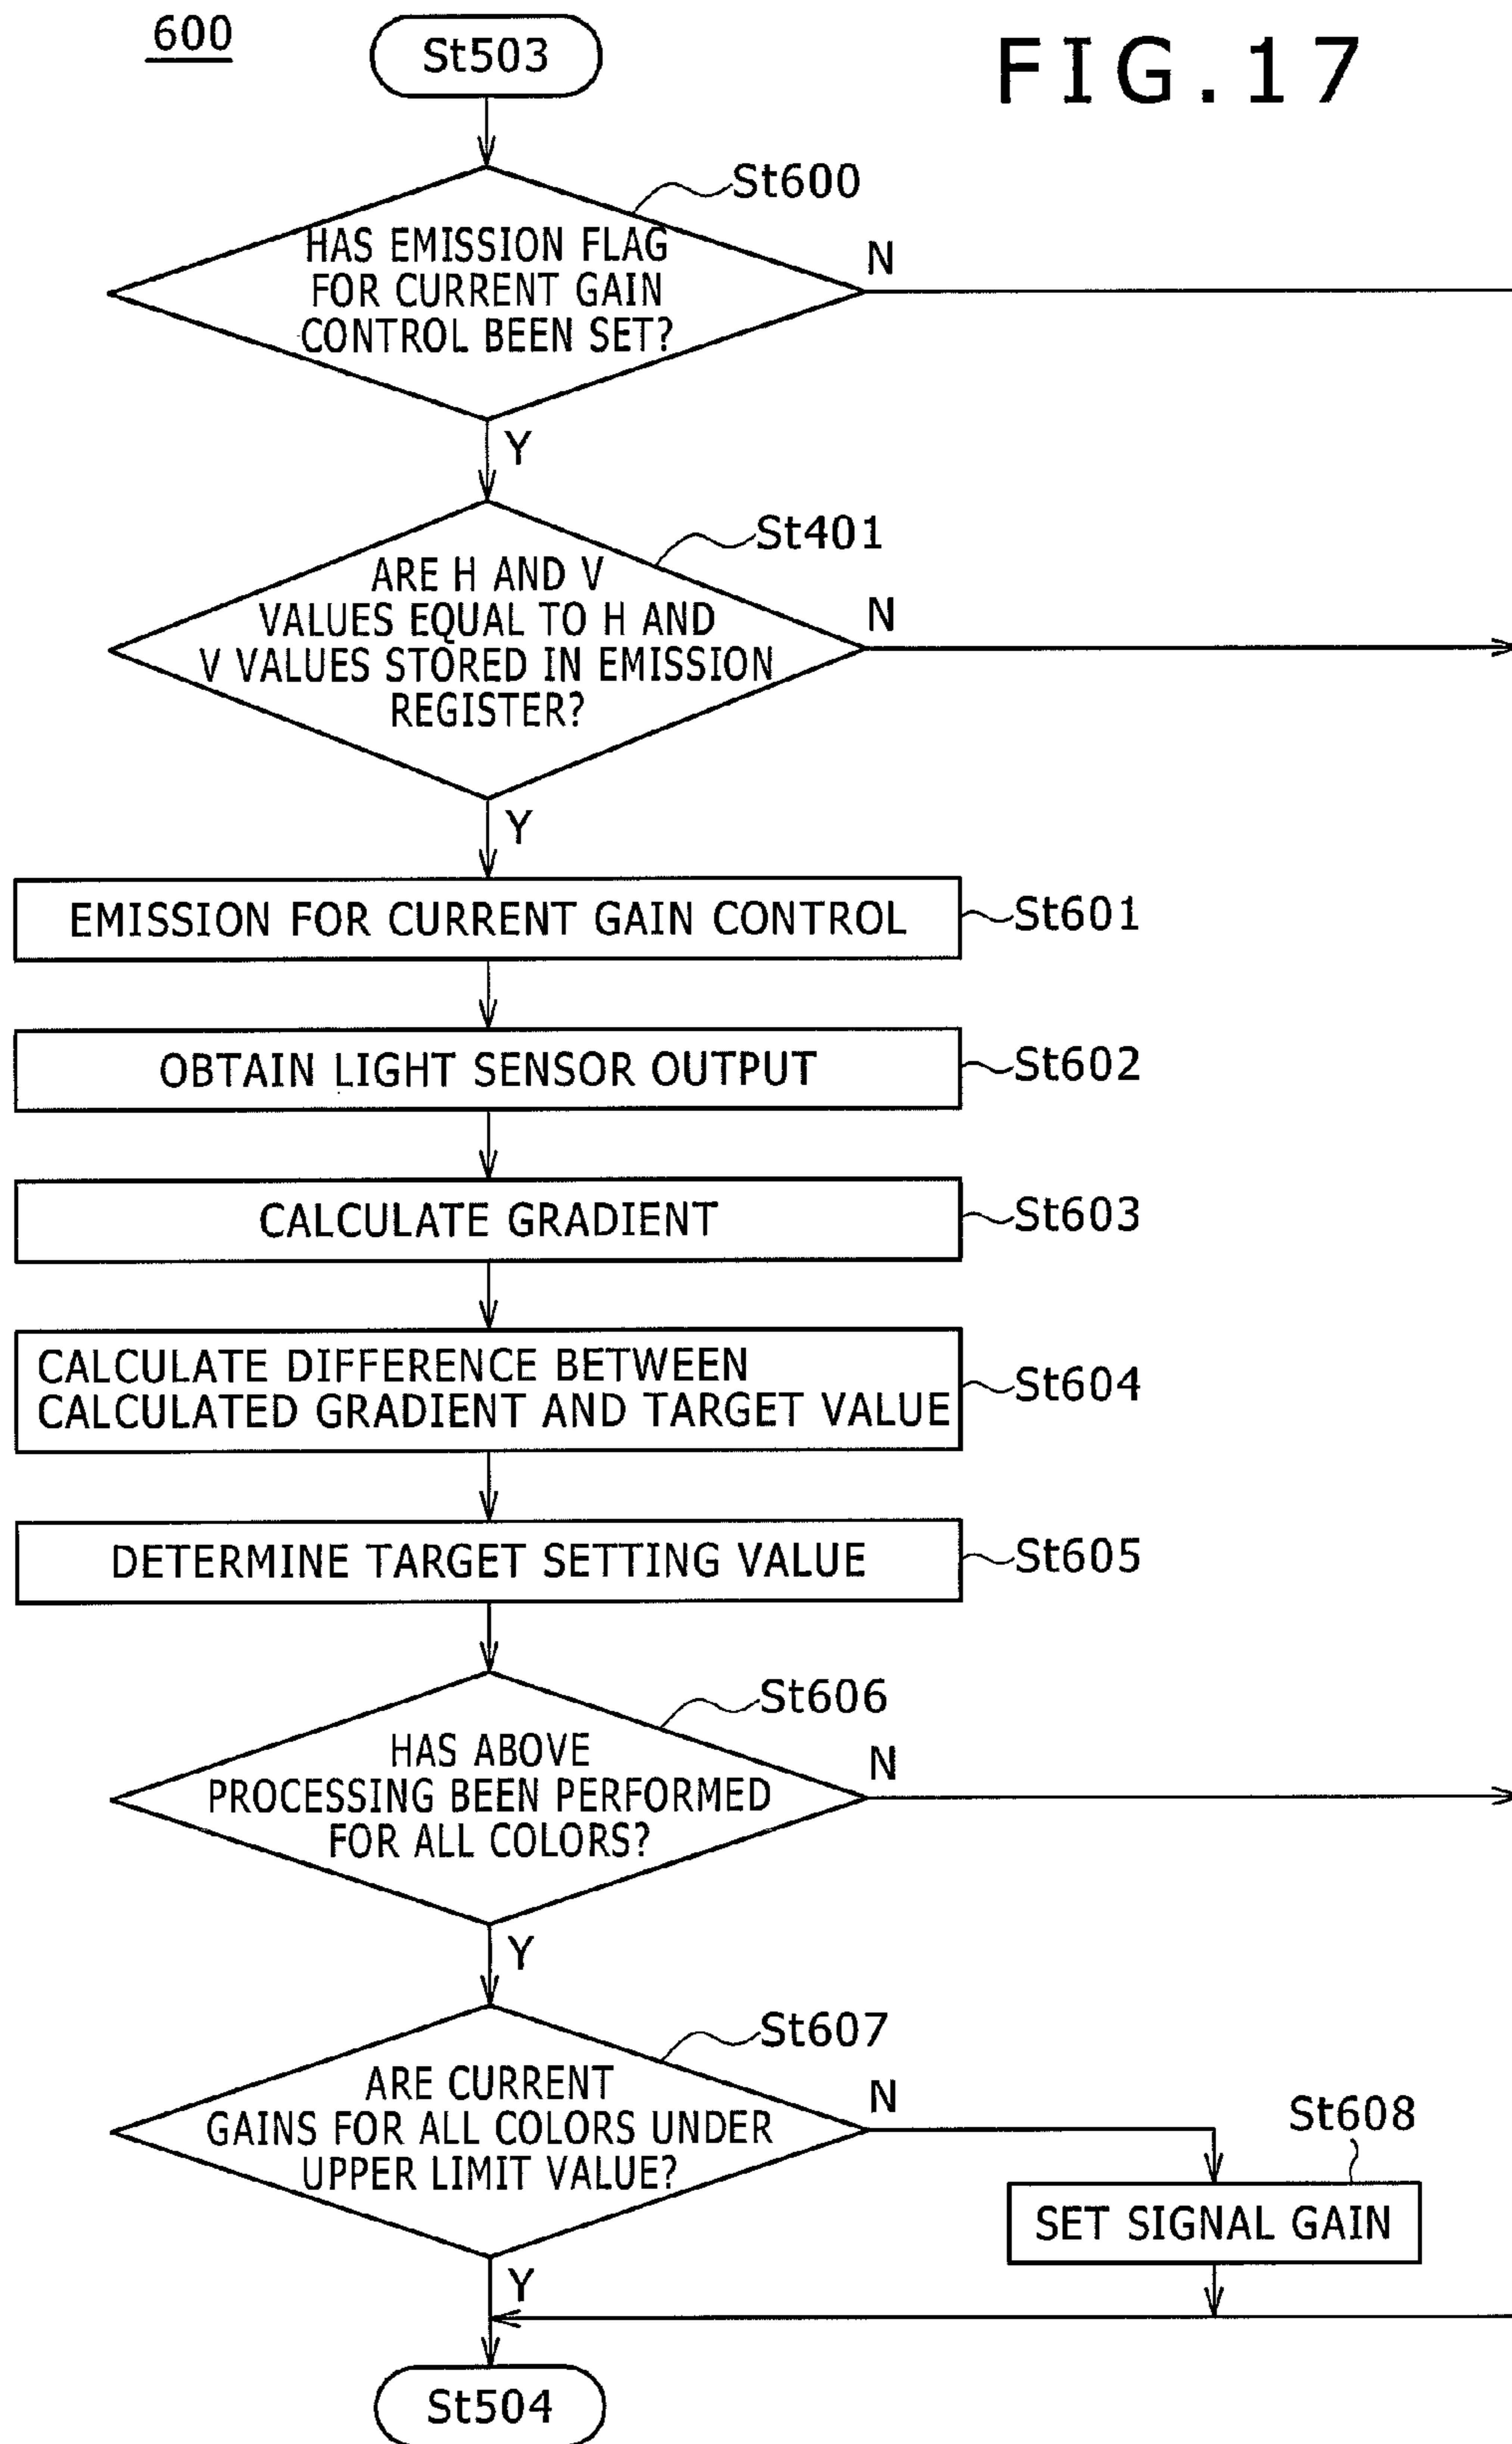 600
St503
FIG.17
St600
HAS EMISSION FLAG
FOR CURRENT GAIN
CONTROL BEEN SET?
N
Y
St401
ARE H AND V
VALUES EQUAL TO H AND
V VALUES STORED IN EMISSION
REGISTER?
N
Y
EMISSION FOR CURRENT GAIN CONTROL
St601
OBTAIN LIGHT SENSOR OUTPUT
St602
CALCULATE GRADIENT
St603
CALCULATE DIFFERENCE BETWEEN
CALCULATED GRADIENT AND TARGET VALUE
St604
DETERMINE TARGET SETTING VALUE
St605
St606
HAS ABOVE
PROCESSING BEEN PERFORMED
FOR ALL COLORS?
N
Y
St607
ARE CURRENT
GAINS FOR ALL COLORS UNDER
UPPER LIMIT VALUE?
N
St608
SET SIGNAL GAIN
Y
St504